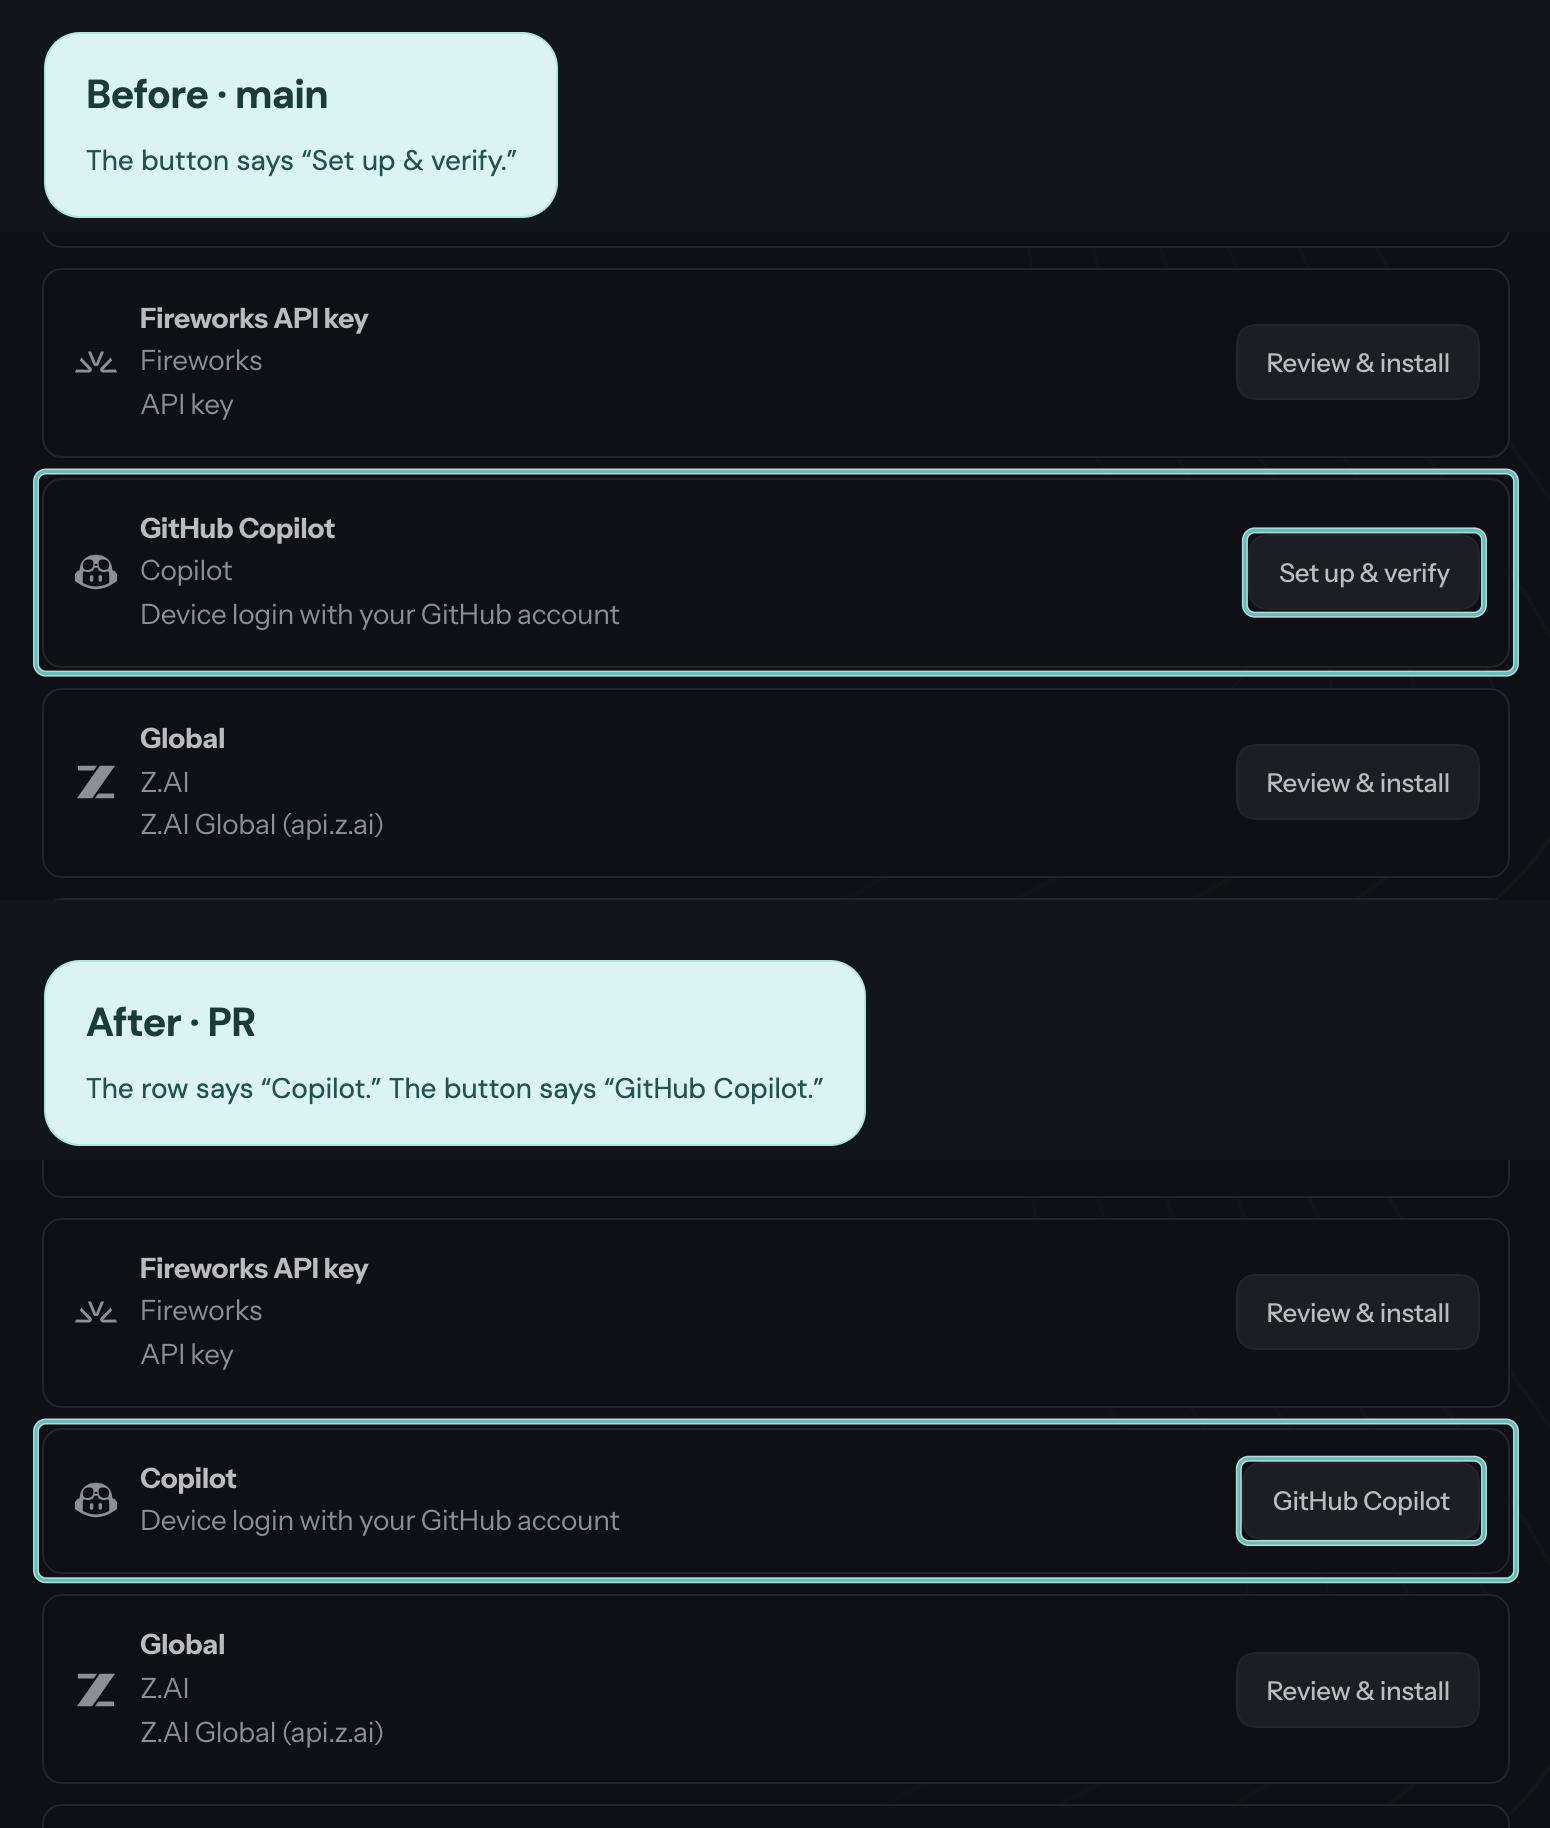 Before · main
The button says “Set up & verify.”
Fireworks API key
Fireworks
API key
Review & install
GitHub Copilot
Copilot
Device login with your GitHub account
Set up & verify
Global
Z.AI
Z.AI Global (api.z.ai)
Review & install
After · PR
The row says “Copilot.” The button says “GitHub Copilot.”
Fireworks API key
Fireworks
API key
Review & install
Copilot
Device login with your GitHub account
GitHub Copilot
Global
Z.AI
Z.AI Global (api.z.ai)
Review & install